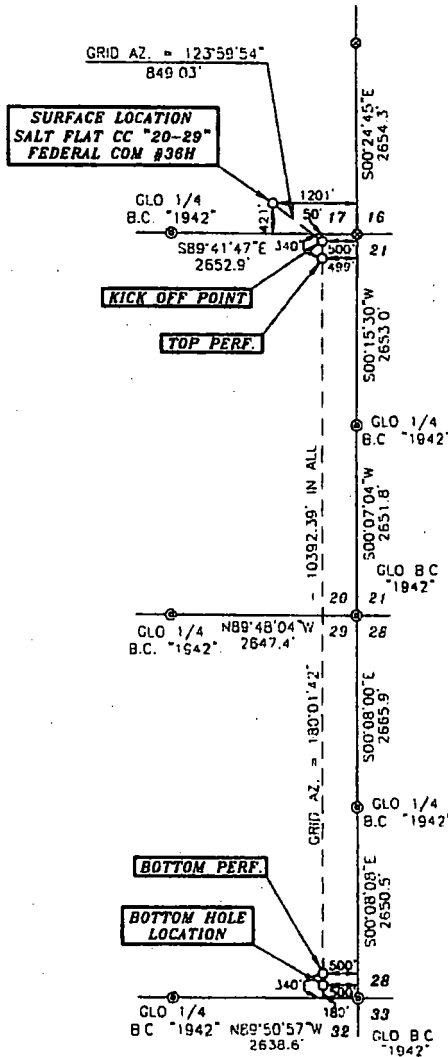 GRID AZ. = 123°59'54"
849.03'
SURFACE LOCATION
SALT FLAT CC "20-29"
FEDERAL COM #36H
S00°24'45"E
2654.3'
1201'
GLO 1/4
B.C. "1942"
421'
50'
17
16
S89°41'47"E
2652.9'
340'
500'
21
499'
KICK OFF POINT
TOP PERF.
S00°15'30"W
2653.0'
GLO 1/4
B.C "1942"
- 10392.39' IN ALL
S00°07'04"W
2651.8'
GLO B C
"1942"
20
21
GLO 1/4
B.C. "1942"
N89°48'04"W
2647.4'
29
28
GRID AZ. = 180°01'42"
S00°08'00"E
2665.9'
GLO 1/4
B.C "1942"
BOTTOM PERF.
S00°08'08"E
2650.5'
BOTTOM HOLE
LOCATION
500'
340'
500'
28
GLO 1/4
B C "1942"
180'
33
N89°50'57"W
2638.6'
32
GLO B C
"1942"